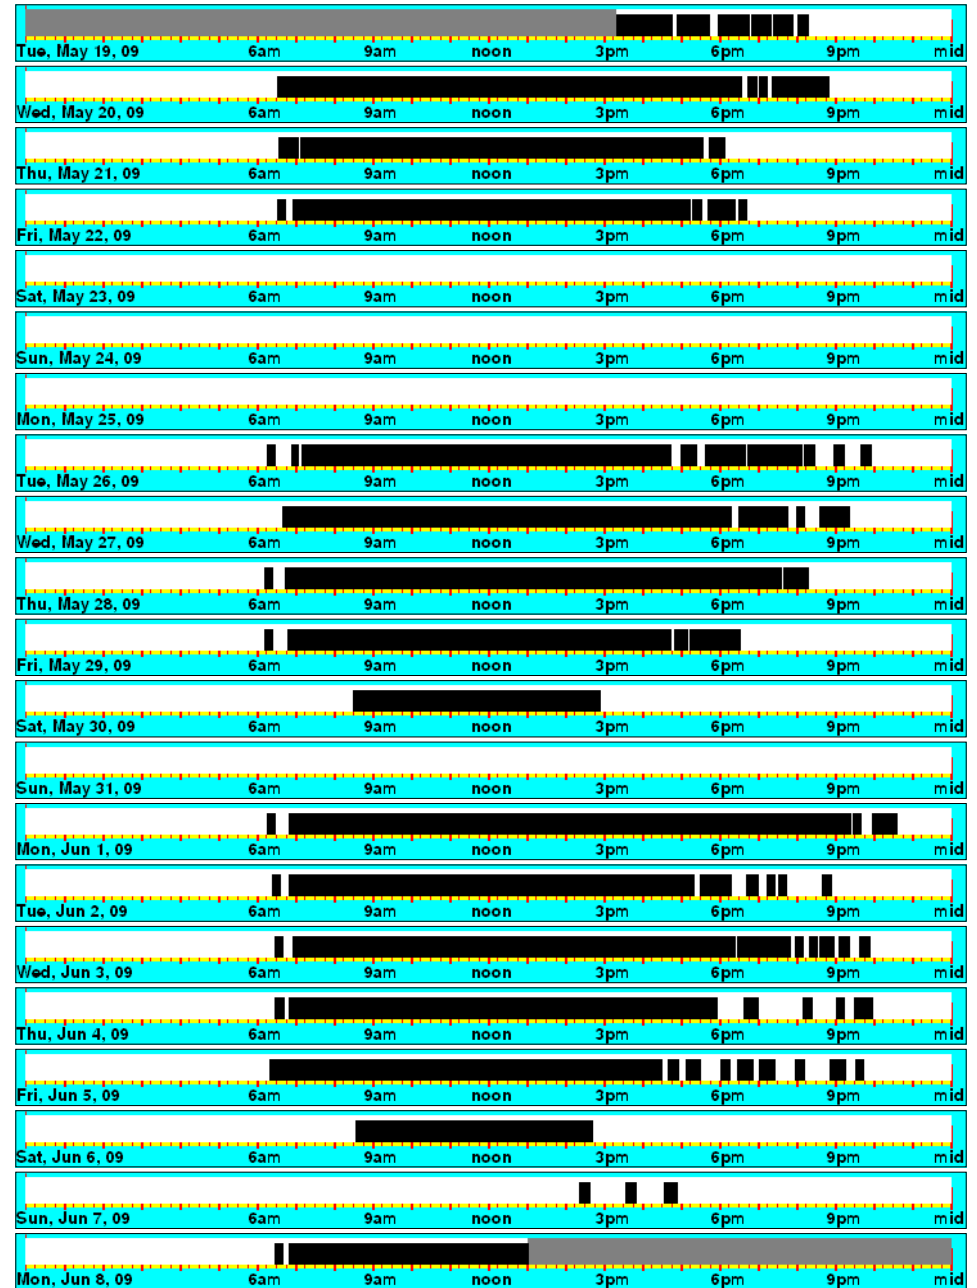 Tue, May 19, 09 6am 9am noon 3pm 6pm 9pm mid
Wed, May 20, 09 6am 9am noon 3pm 6pm 9pm mid
Thu, May 21, 09 6am 9am noon 3pm 6pm 9pm mid
Fri, May 22, 09 6am 9am noon 3pm 6pm 9pm mid
Sat, May 23, 09 6am 9am noon 3pm 6pm 9pm mid
Sun, May 24, 09 6am 9am noon 3pm 6pm 9pm mid
Mon, May 25, 09 6am 9am noon 3pm 6pm 9pm mid
Tue, May 26, 09 6am 9am noon 3pm 6pm 9pm mid
Wed, May 27, 09 6am 9am noon 3pm 6pm 9pm mid
Thu, May 28, 09 6am 9am noon 3pm 6pm 9pm mid
Fri, May 29, 09 6am 9am noon 3pm 6pm 9pm mid
Sat, May 30, 09 6am 9am noon 3pm 6pm 9pm mid
Sun, May 31, 09 6am 9am noon 3pm 6pm 9pm mid
Mon, Jun 1, 09 6am 9am noon 3pm 6pm 9pm mid
Tue, Jun 2, 09 6am 9am noon 3pm 6pm 9pm mid
Wed, Jun 3, 09 6am 9am noon 3pm 6pm 9pm mid
Thu, Jun 4, 09 6am 9am noon 3pm 6pm 9pm mid
Fri, Jun 5, 09 6am 9am noon 3pm 6pm 9pm mid
Sat, Jun 6, 09 6am 9am noon 3pm 6pm 9pm mid
Sun, Jun 7, 09 6am 9am noon 3pm 6pm 9pm mid
Mon, Jun 8, 09 6am 9am noon 3pm 6pm 9pm mid